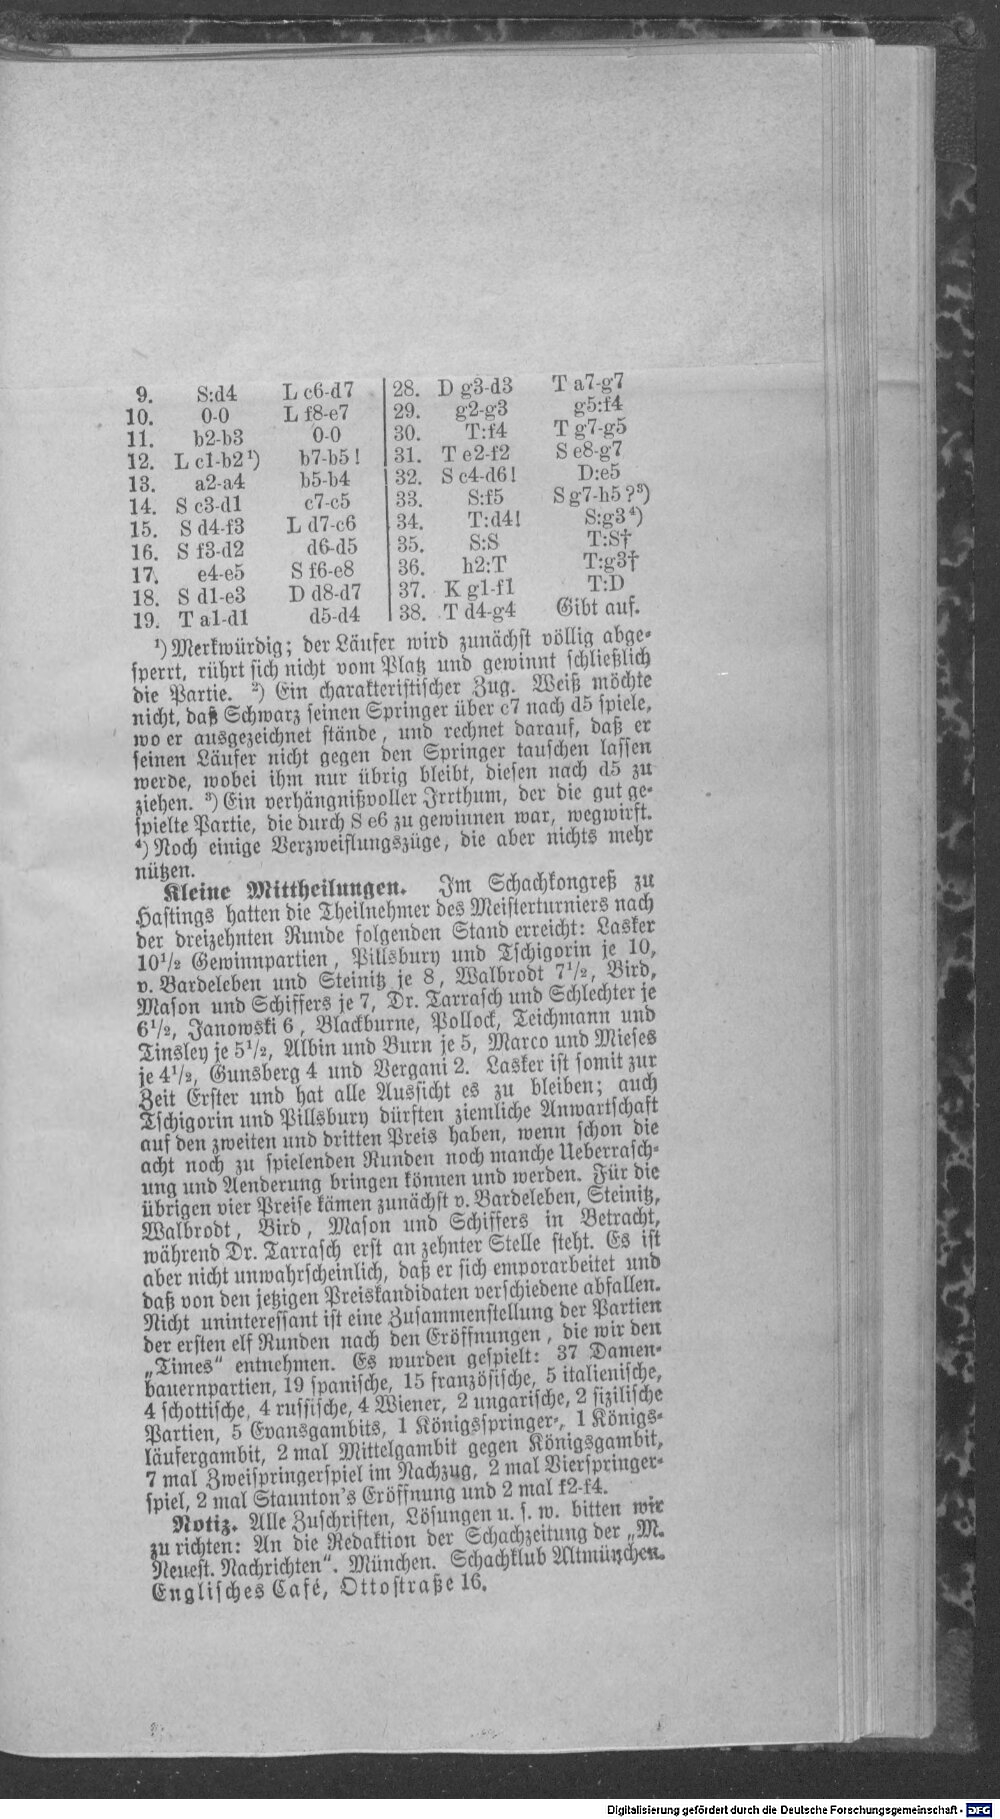 9. S:d4 L c6-d7
10. 0-0 L f8-e7
11. b2-b3 0-0
12. L c1-b2¹) b7-b5!
13. a2-a4 b5-b4
14. S c3-d1 c7-c5
15. S d4-f3 L d7-c6
16. S f3-d2 d6-d5
17. e4-e5 S f6-e8
18. S d1-e3 D d8-d7
19. T a1-d1 d5-d4
28. D g3-d3 T a7-g7
29. g2-g3 g5:f4
30. T:f4 T g7-g5
31. T e2-f2 S e8-g7
32. S c4-d6! D:e5
33. S:f5 S g7-h5?³)
34. T:d4! S:g3⁴)
35. S:S T:S†
36. h2:T T:g3†
37. K g1-f1 T:D
38. T d4-g4 Gibt auf.
¹) Merkwürdig; der Läufer wird zunächst völlig abge-
sperrt, rührt sich nicht vom Platz und gewinnt schließlich
die Partie. ²) Ein charakteristischer Zug. Weiß möchte
nicht, daß Schwarz seinen Springer über c7 nach d5 spiele,
wo er ausgezeichnet stände, und rechnet darauf, daß er
seinen Läufer nicht gegen den Springer tauschen lassen
werde, wobei ihm nur übrig bleibt, diesen nach d5 zu
ziehen. ³) Ein verhängnißvoller Irrthum, der die gut ge-
spielte Partie, die durch S e6 zu gewinnen war, wegwirft.
⁴) Noch einige Verzweiflungszüge, die aber nichts mehr
nützen.
Kleine Mittheilungen. Im Schachkongreß zu
Hastings hatten die Theilnehmer des Meisterturniers nach
der dreizehnten Runde folgenden Stand erreicht: Lasker
10¹/₂ Gewinnpartien, Pillsbury und Tschigorin je 10,
v. Bardeleben und Steinitz je 8, Walbrodt 7¹/₂, Bird,
Mason und Schiffers je 7, Dr. Tarrasch und Schlechter je
6¹/₂, Janowski 6, Blackburne, Pollock, Teichmann und
Tinsley je 5¹/₂, Albin und Burn je 5, Marco und Mieses
je 4¹/₂, Gunsberg 4 und Vergani 2. Lasker ist somit zur
Zeit Erster und hat alle Aussicht es zu bleiben; auch
Tschigorin und Pillsbury dürften ziemliche Anwartschaft
auf den zweiten und dritten Preis haben, wenn schon die
acht noch zu spielenden Runden noch manche Ueberrasch-
ung und Aenderung bringen können und werden. Für die
übrigen vier Preise kämen zunächst v. Bardeleben, Steinitz,
Walbrodt, Bird, Mason und Schiffers in Betracht,
während Dr. Tarrasch erst an zehnter Stelle steht. Es ist
aber nicht unwahrscheinlich, daß er sich emporarbeitet und
daß von den jetzigen Preiskandidaten verschiedene abfallen.
Nicht uninteressant ist eine Zusammenstellung der Partien
der ersten elf Runden nach den Eröffnungen, die wir den
„Times“ entnehmen. Es wurden gespielt: 37 Damen-
bauernpartien, 19 spanische, 15 französische, 5 italienische,
4 schottische, 4 russische, 4 Wiener, 2 ungarische, 2 sizilische
Partien, 5 Evansgambits, 1 Königsspringer-, 1 Königs-
läufergambit, 2 mal Mittelgambit gegen Königsgambit,
7 mal Zweispringerspiel im Nachzug, 2 mal Vierspringer-
spiel, 2 mal Staunton's Eröffnung und 2 mal f2-f4.
Notiz. Alle Zuschriften, Lösungen u. s. w. bitten wir
zu richten: An die Redaktion der Schachzeitung der „M.
Neuest. Nachrichten“. München. Schachklub Altmünchen.
Englisches Café, Ottostraße 16.
Digitalisierung gefördert durch die Deutsche Forschungsgemeinschaft - DFG